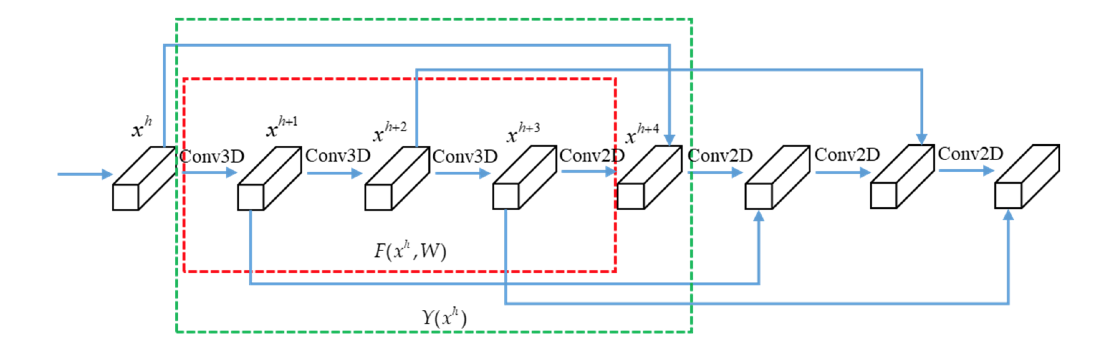 x^h
x^{h+1}
x^{h+2}
x^{h+3}
x^{h+4}
Conv3D
Conv3D
Conv3D
Conv2D
Conv2D
Conv2D
Conv2D
F(x^h,W)
Y(x^h)